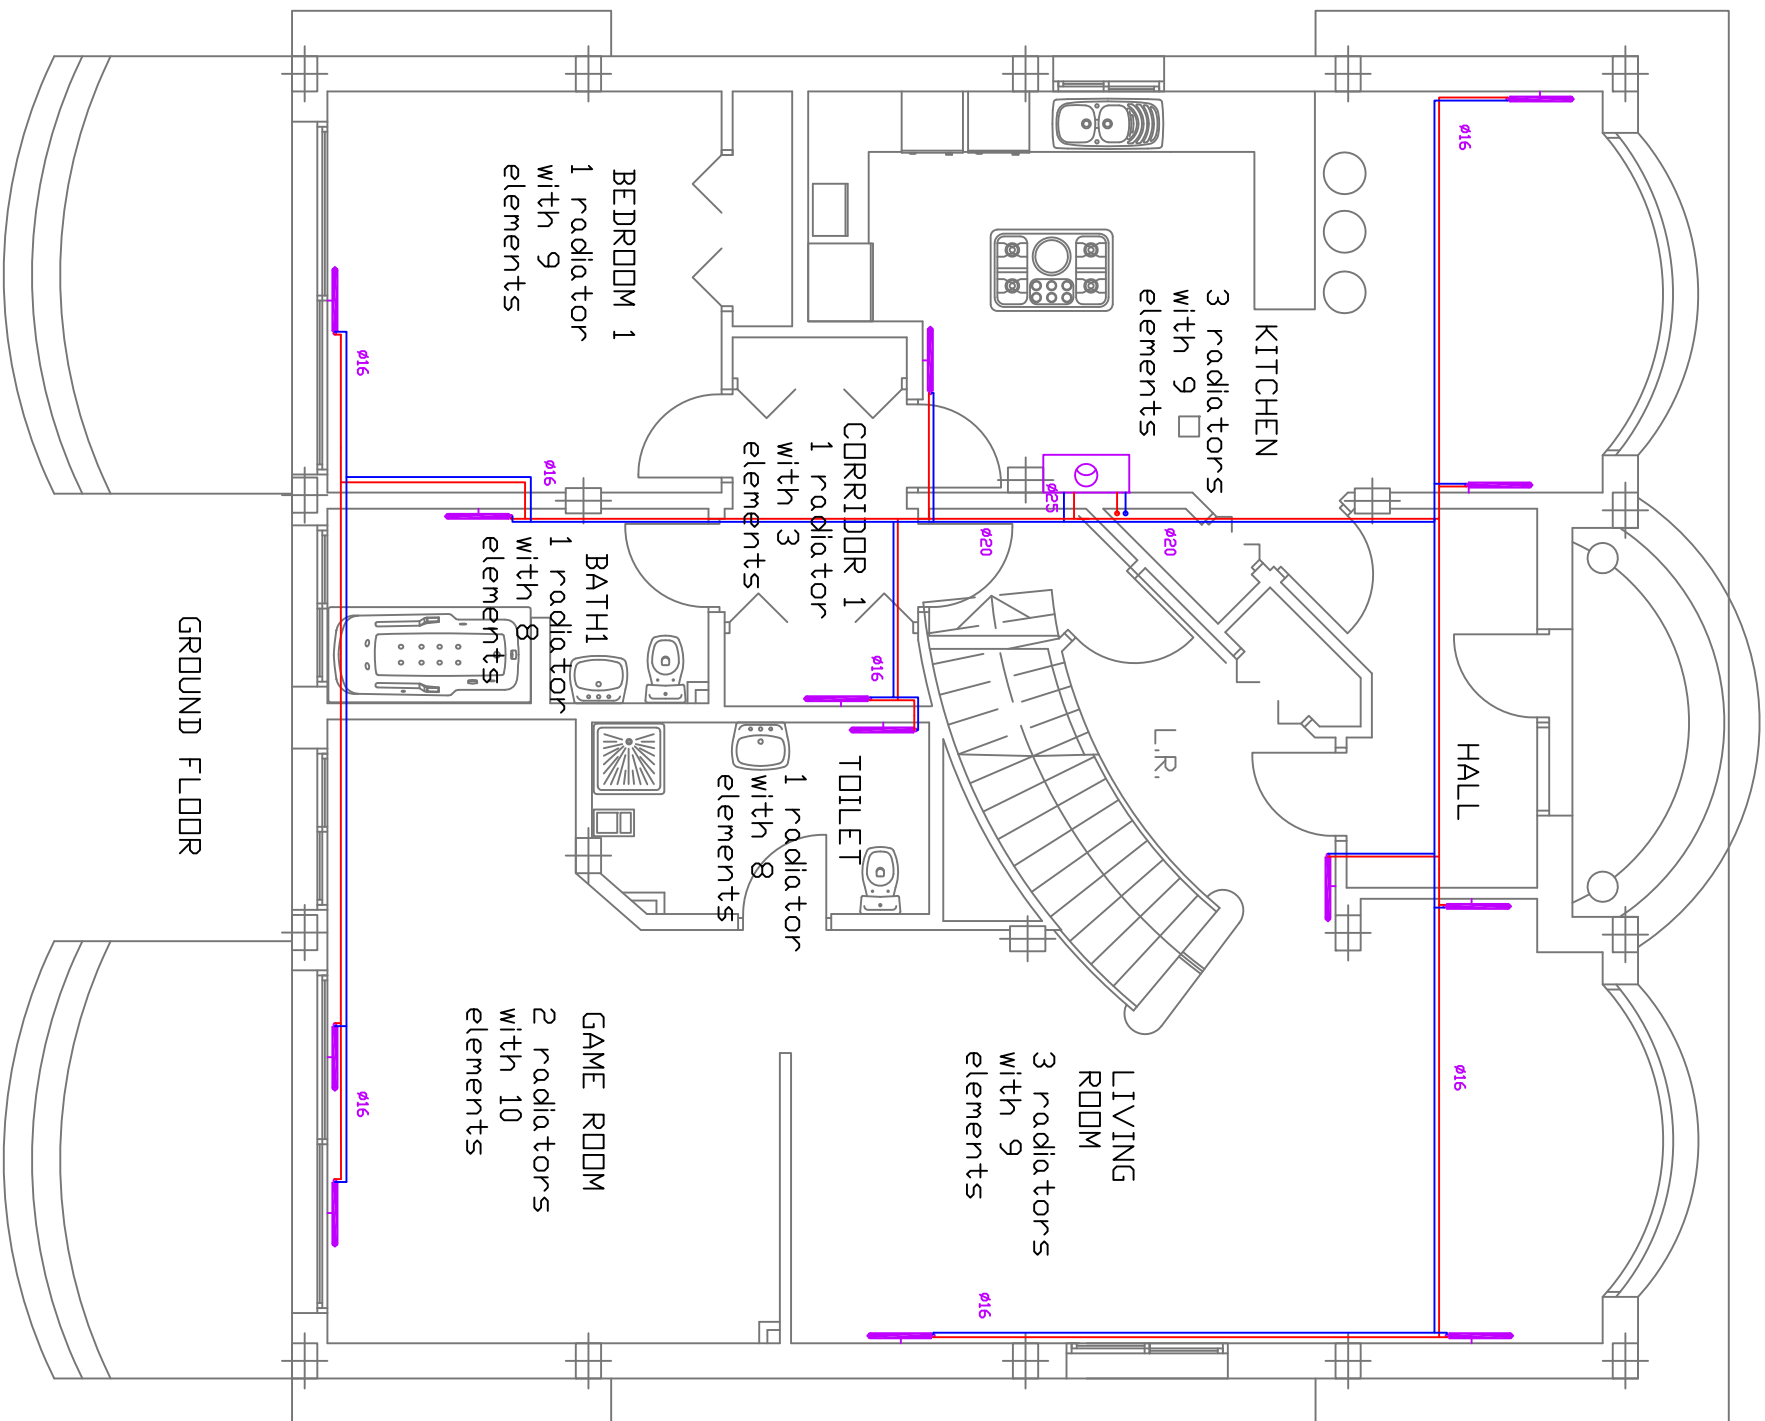 KITCHEN
3 radiators
with 9
elements
BEDROOM 1
1 radiator
with 9
elements
CORRIDOR 1
1 radiator
with 3
elements
BATH1
1 radiator
with 8
elements
HALL
L.R.
TOILET
1 radiator
with 8
elements
LIVING
ROOM
3 radiators
with 9
elements
GAME ROOM
2 radiators
with 10
elements
GROUND FLOOR
ø16
ø16
ø16
ø25
ø20
ø20
ø16
ø16
ø16
ø16